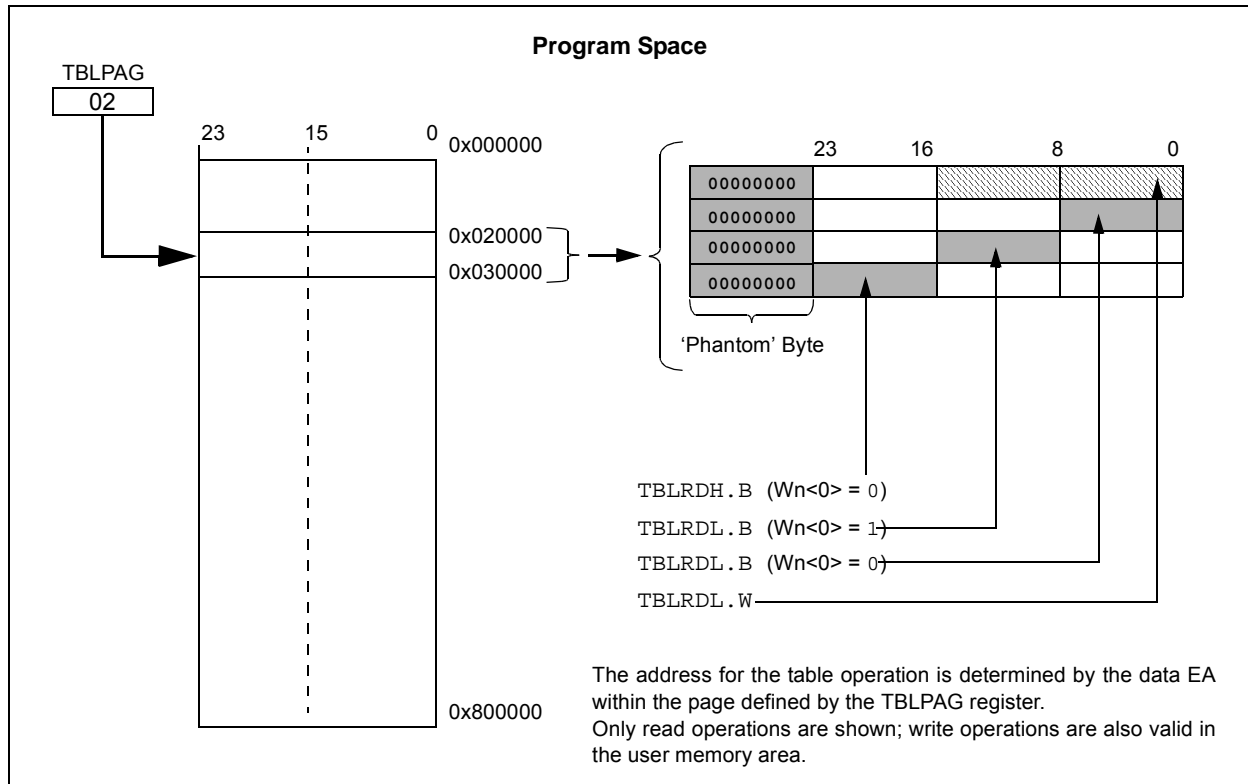 Program Space
TBLPAG
02
23 15 0
0x000000
0x020000
0x030000
0x800000
23 16 8 0
00000000
00000000
00000000
00000000
‘Phantom’ Byte
TBLRDH.B (Wn<0> = 0)
TBLRDL.B (Wn<0> = 1)
TBLRDL.B (Wn<0> = 0)
TBLRDL.W
The address for the table operation is determined by the data EA
within the page defined by the TBLPAG register.
Only read operations are shown; write operations are also valid in
the user memory area.